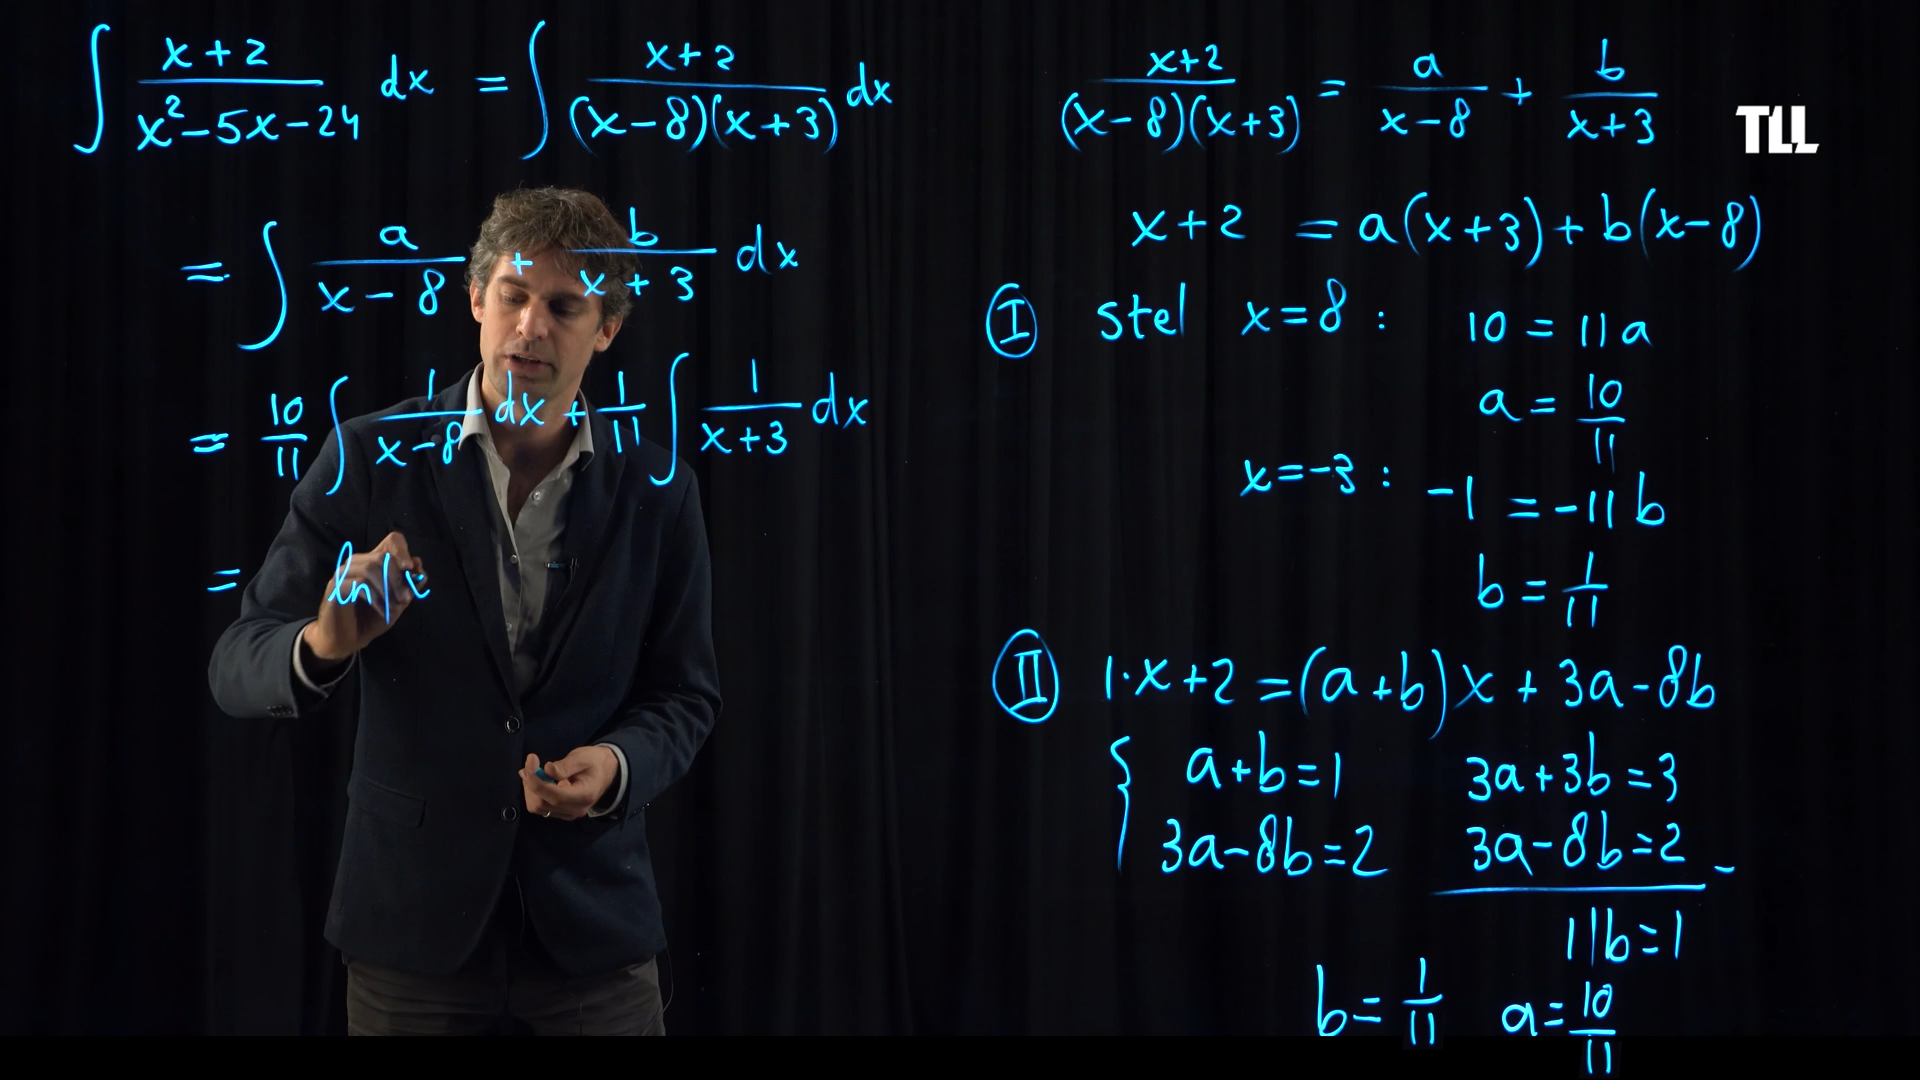 ∫ (x+2)/(x²-5x-24) dx = ∫ (x+2)/((x-8)(x+3)) dx
= ∫ a/(x-8) + b/(x+3) dx
= 10/11 ∫ 1/(x-8) dx + 1/11 ∫ 1/(x+3) dx
= ln|x
(x+2)/((x-8)(x+3)) = a/(x-8) + b/(x+3)
TLL
x+2 = a(x+3)+b(x-8)
I stel x=8: 10 = 11a
a = 10/11
x=-3: -1 = -11b
b = 1/11
II 1·x+2=(a+b)x+3a-8b
{ a+b=1 3a+3b=3
3a-8b=2 3a-8b=2 -
11b=1
b=1/11 a=10/11